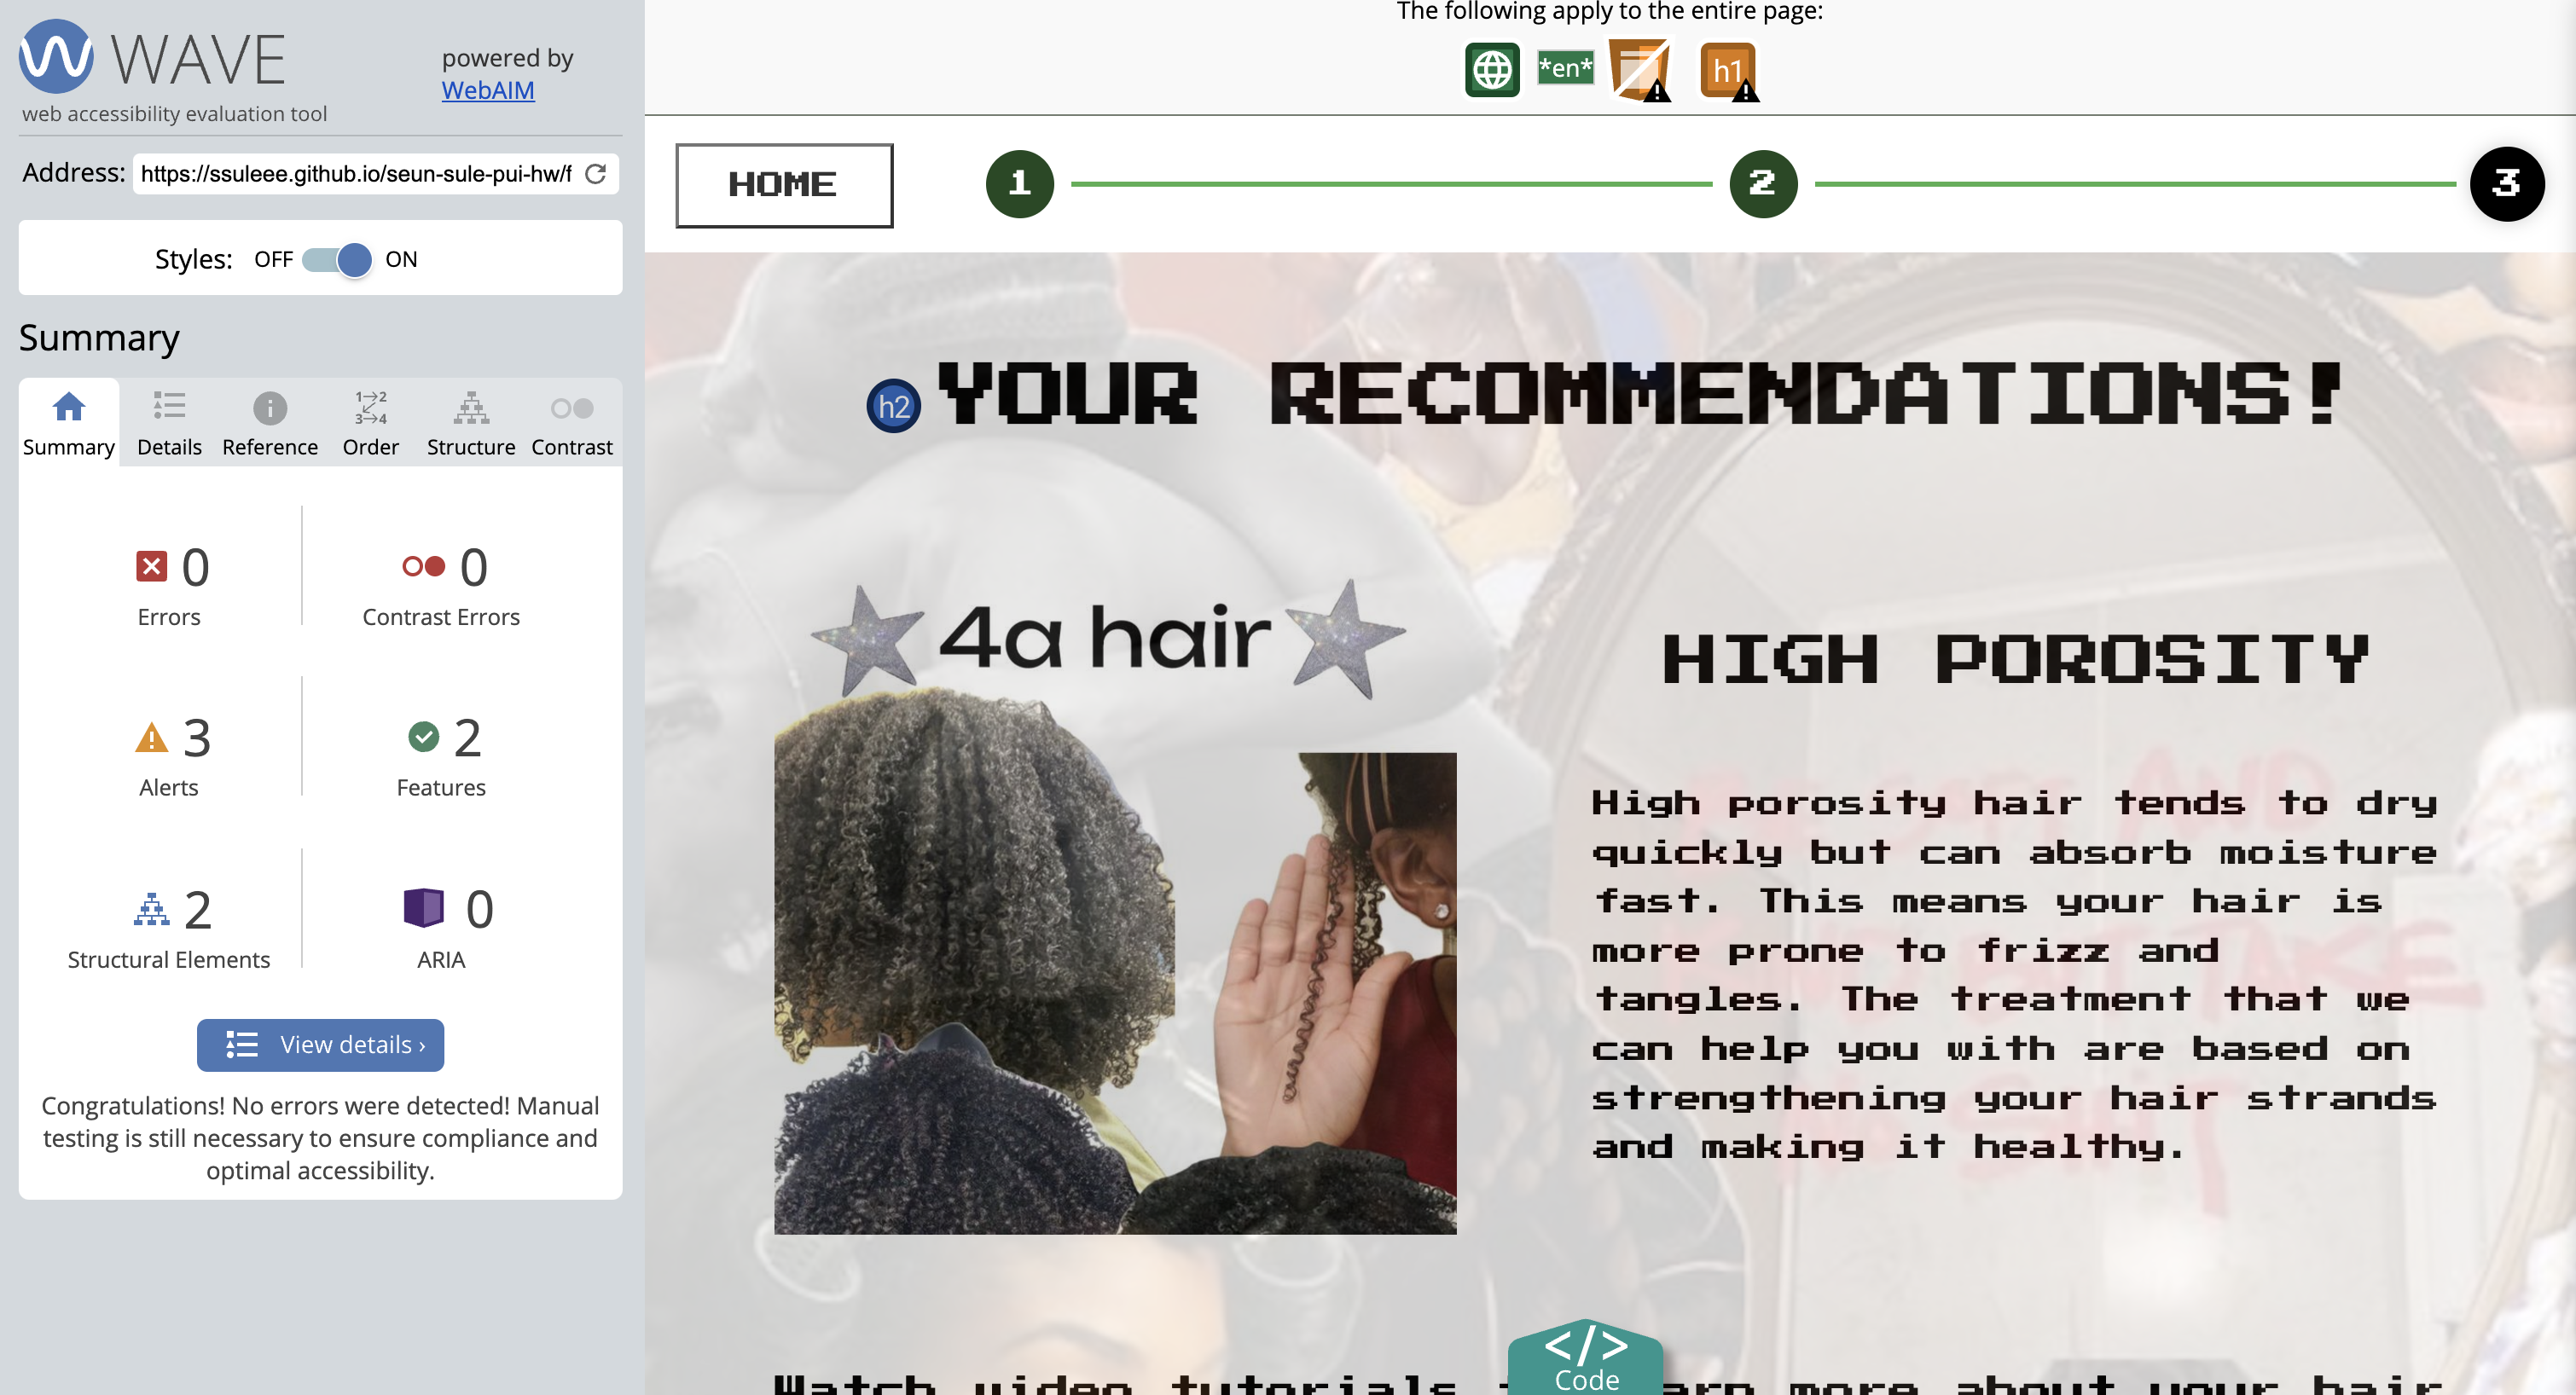 WAVE
powered by
WebAIM
web accessibility evaluation tool
Address: https://ssuleee.github.io/seun-sule-pui-hw/f
Styles: OFF ON
Summary
1→2
3→4
Summary Details Reference Order Structure Contrast
0
Errors
0
Contrast Errors
3
Alerts
2
Features
2
Structural Elements
0
ARIA
View details ›
Congratulations! No errors were detected! Manual
testing is still necessary to ensure compliance and
optimal accessibility.
The following apply to the entire page:
*en*
h1
HOME
1
2
3
h2
YOUR RECOMMENDATIONS!
4a hair
HIGH POROSITY
High porosity hair tends to dry
quickly but can absorb moisture
fast. This means your hair is
more prone to frizz and
tangles. The treatment that we
can help you with are based on
strengthening your hair strands
and making it healthy.
</>
Code
Watch video tutorials more about your hair